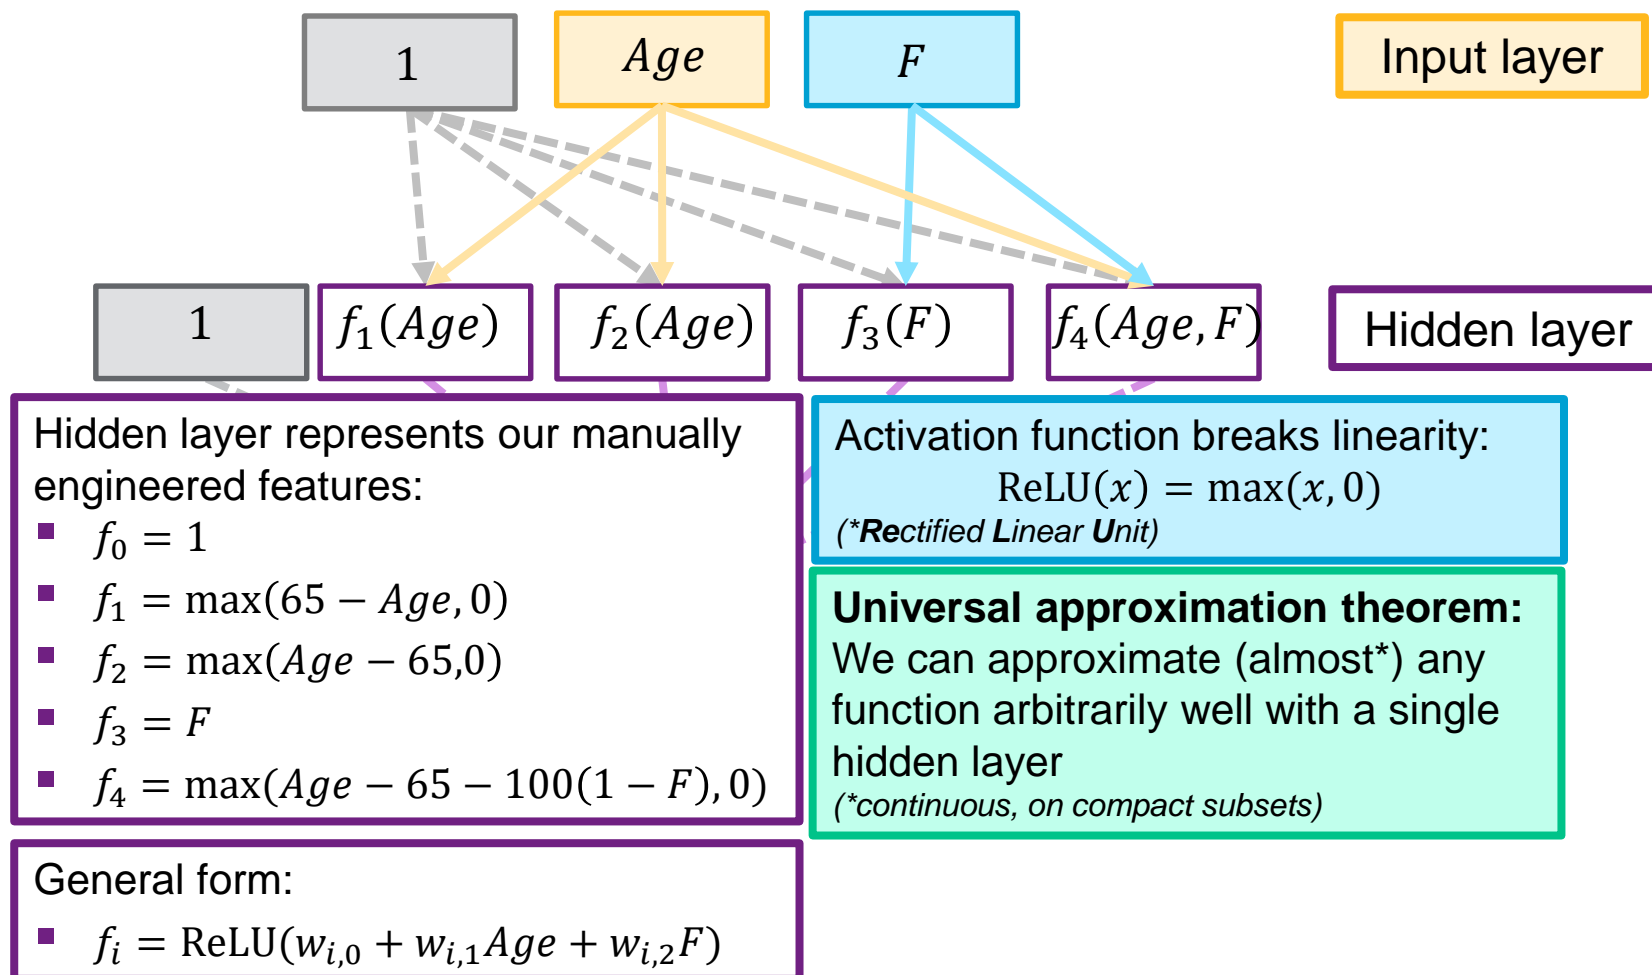 1
Age
F
Input layer
1
f₁(Age)
f₂(Age)
f₃(F)
f₄(Age, F)
Hidden layer
Hidden layer represents our manually
engineered features:
▪ f₀ = 1
▪ f₁ = max(65 − Age, 0)
▪ f₂ = max(Age − 65,0)
▪ f₃ = F
▪ f₄ = max(Age − 65 − 100(1 − F), 0)
General form:
▪ fᵢ = ReLU(wᵢ,₀ + wᵢ,₁Age + wᵢ,₂F)
Activation function breaks linearity:
ReLU(x) = max(x, 0)
(*Rectified Linear Unit)
Universal approximation theorem:
We can approximate (almost*) any
function arbitrarily well with a single
hidden layer
(*continuous, on compact subsets)